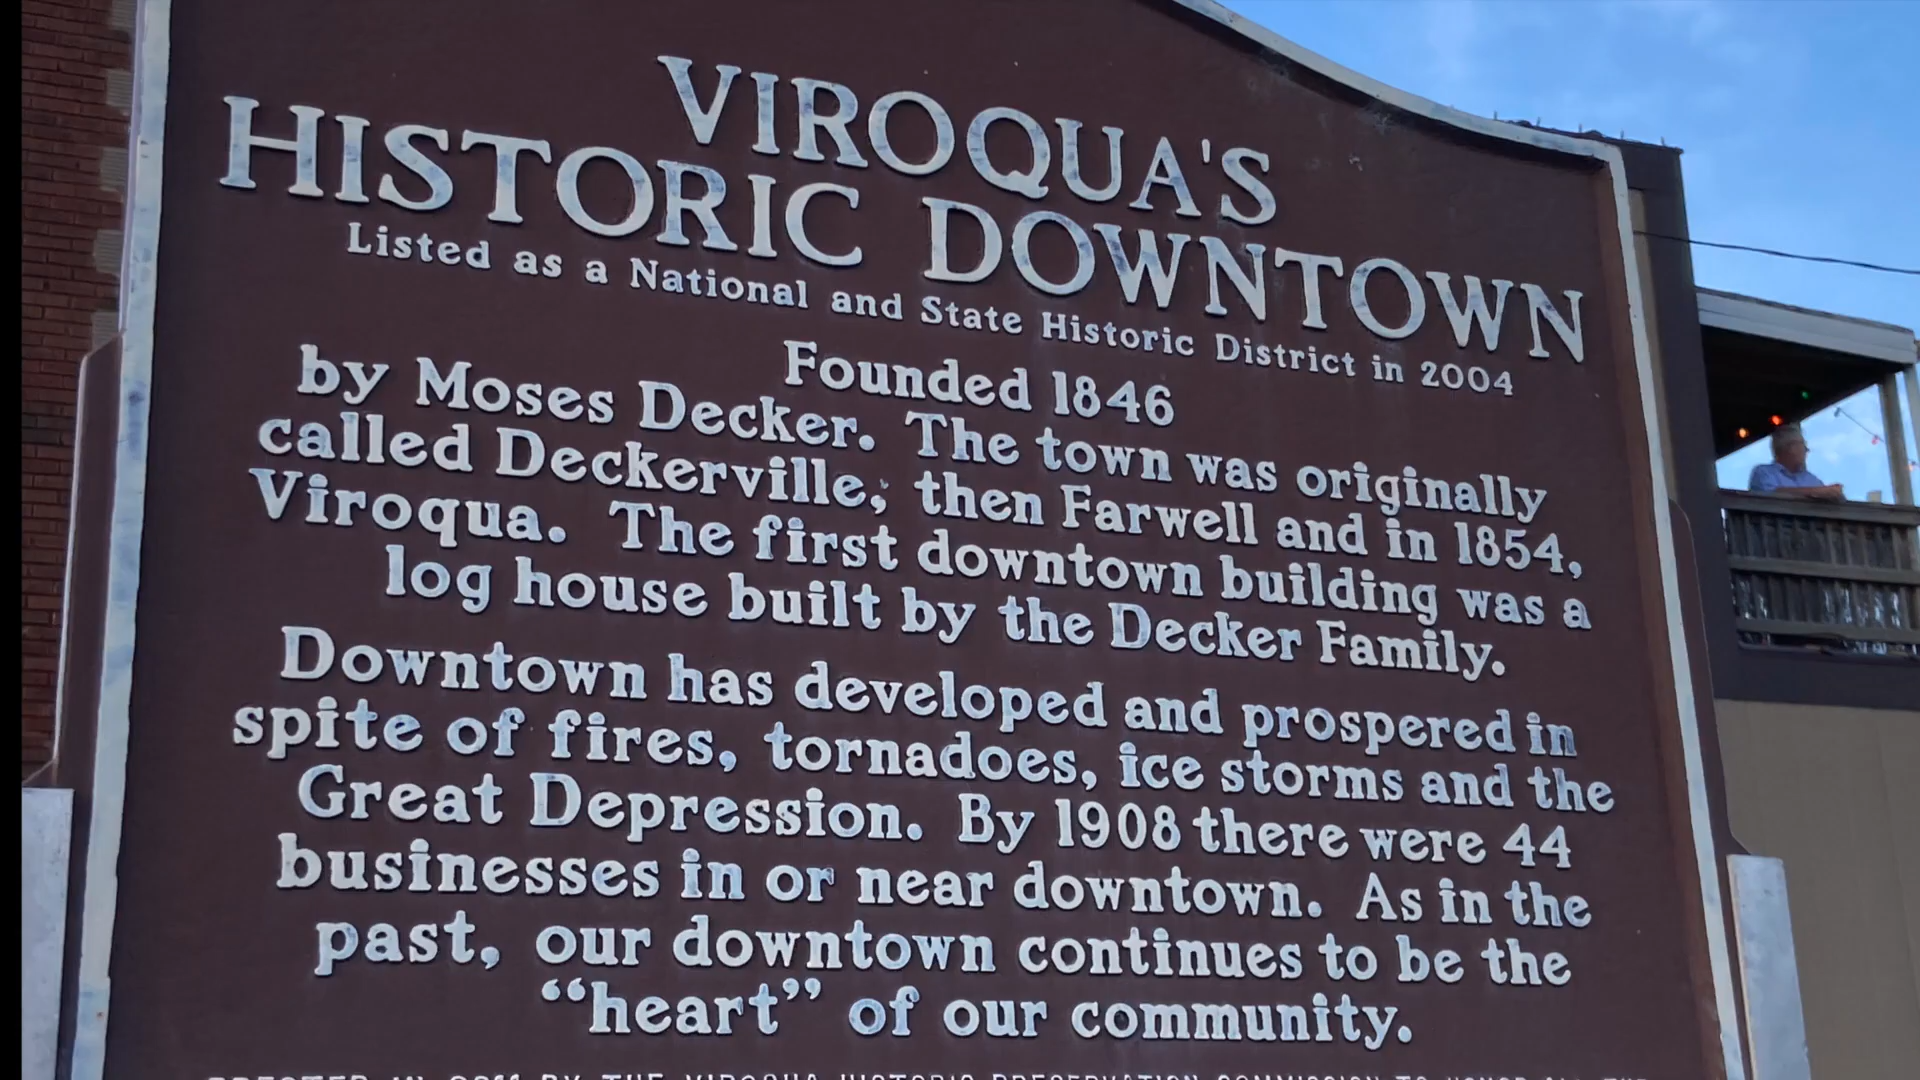 VIROQUA'S
HISTORIC DOWNTOWN
Listed as a National and State Historic District in 2004
Founded 1846
by Moses Decker. The town was originally
called Deckerville, then Farwell and in 1854,
Viroqua. The first downtown building was a
log house built by the Decker Family.
Downtown has developed and prospered in
spite of fires, tornadoes, ice storms and the
Great Depression. By 1908 there were 44
businesses in or near downtown. As in the
past, our downtown continues to be the
“heart” of our community.